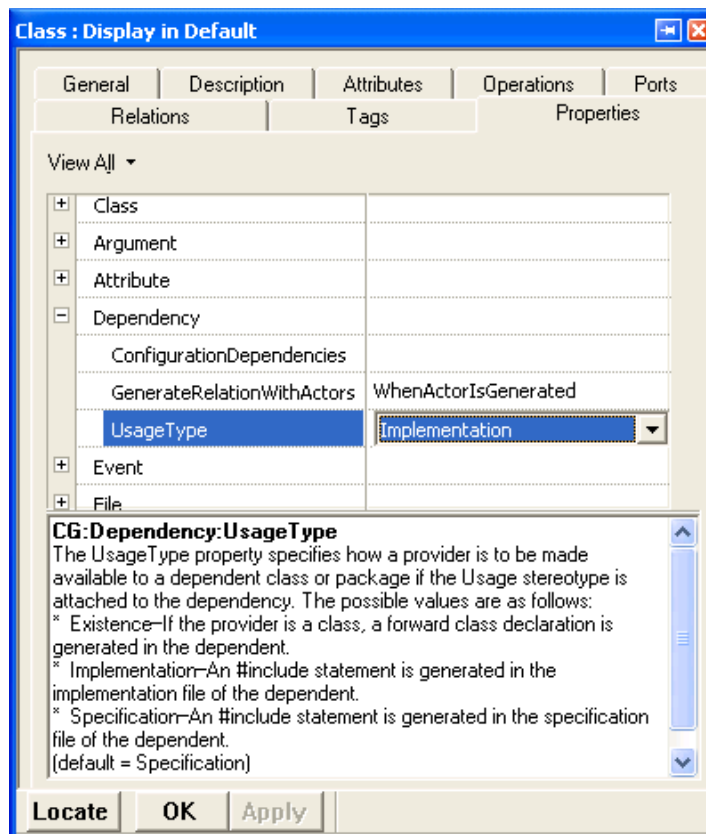 Class : Display in Default
General Description Attributes Operations Ports
Relations Tags Properties
View All
Class
Argument
Attribute
Dependency
ConfigurationDependencies
GenerateRelationWithActors WhenActorIsGenerated
UsageType Implementation
Event
File
CG:Dependency:UsageType
The UsageType property specifies how a provider is to be made
available to a dependent class or package if the Usage stereotype is
attached to the dependency. The possible values are as follows:
* Existence–If the provider is a class, a forward class declaration is
generated in the dependent.
* Implementation–An #include statement is generated in the
implementation file of the dependent.
* Specification–An #include statement is generated in the specification
file of the dependent.
(default = Specification)
Locate OK Apply